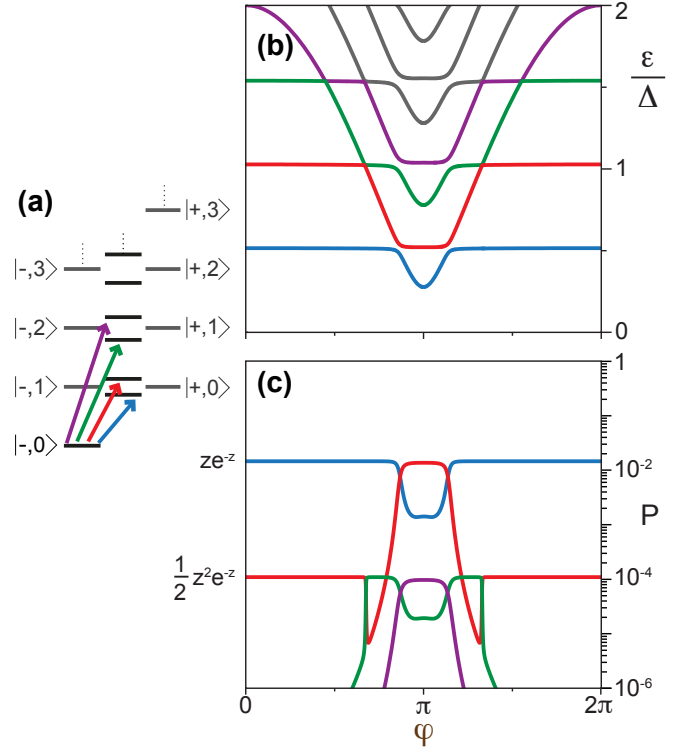 (a)
|+,3⟩
|-,3⟩ |+,2⟩
|-,2⟩ |+,1⟩
|-,1⟩ |+,0⟩
|-,0⟩
(b)
2
ε
Δ
1
0
(c)
1
ze⁻ᶻ
10⁻²
P
1
2
z²e⁻ᶻ
10⁻⁴
10⁻⁶
0 π 2π
φ